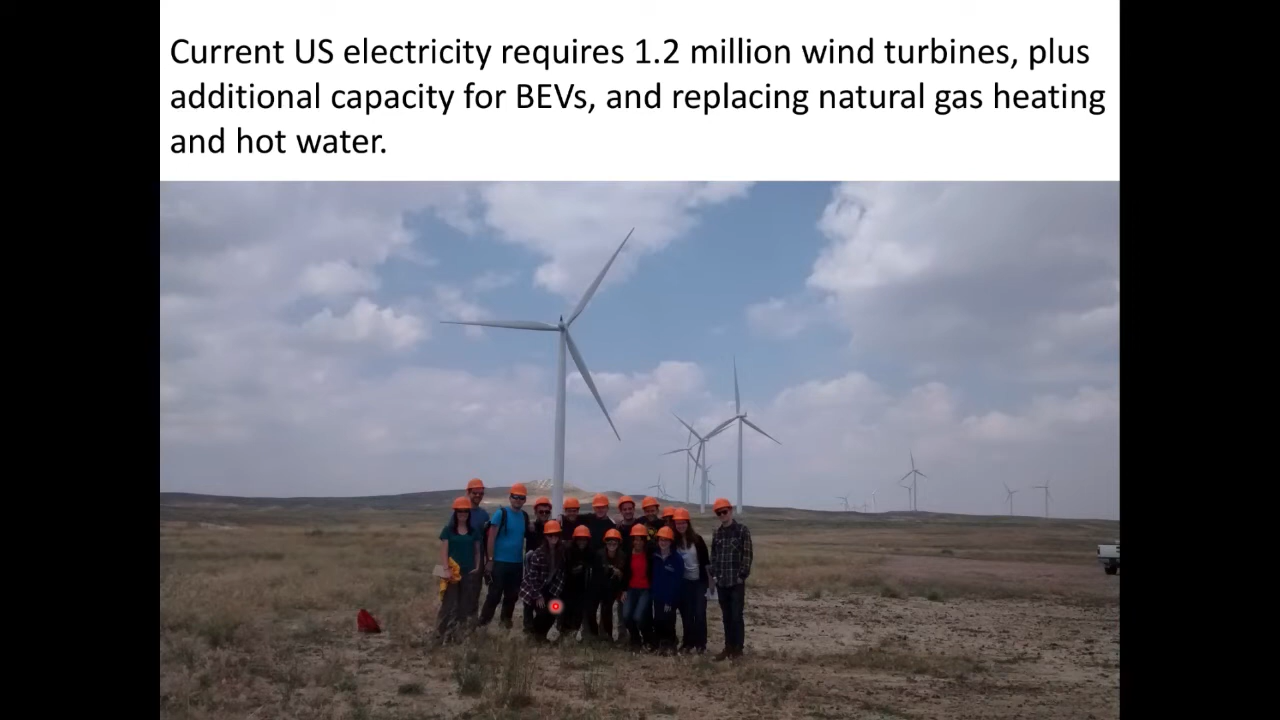 Current US electricity requires 1.2 million wind turbines, plus
additional capacity for BEVs, and replacing natural gas heating
and hot water.